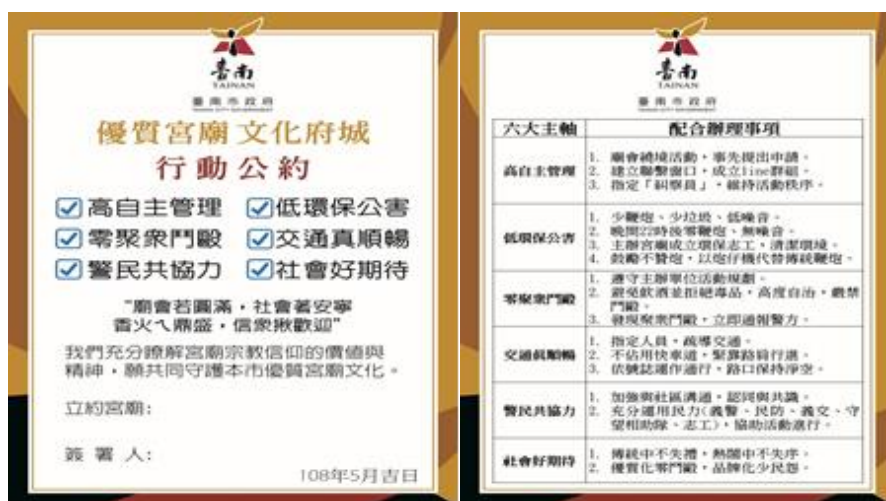 臺南
TAINAN
臺南市政府
優質宮廟 文化府城
行動公約
高自主管理 低環保公害
零聚眾鬥毆 交通真順暢
警民共協力 社會好期待
"廟會若圓滿，社會著安寧
香火ㄟ鼎盛，信眾揪歡迎"
我們充分瞭解宮廟宗教信仰的價值與
精神，願共同守護本市優質宮廟文化。
立約宮廟:
簽 署 人:
108年5月吉日
臺南
TAINAN
臺南市政府
六大主軸 配合辦理事項
高自主管理
1. 廟會遶境活動，事先提出申請。
2. 建立聯繫窗口，成立line群組。
3. 指定「糾察員」，維持活動秩序。
低環保公害
1. 少鞭炮、少垃圾、低噪音。
2. 晚間22時後零鞭炮、無噪音。
3. 主辦宮廟成立環保志工，清潔環境。
4. 鼓勵不贊炮，以炮仔機代替傳統鞭炮。
零聚眾鬥毆
1. 遵守主辦單位活動規劃。
2. 避免飲酒並拒絕毒品，高度自治，嚴禁
鬥毆。
3. 發現聚眾鬥毆，立即通報警方。
交通真順暢
1. 指定人員，疏導交通。
2. 不佔用快車道，緊靠路肩行進。
3. 依號誌運作通行，路口保持淨空。
警民共協力
1. 加強與社區溝通，認同與共識。
2. 充分運用民力(義警、民防、義交、守
望相助隊、志工)，協助活動進行。
社會好期待
1. 傳統中不失禮，熱鬧中不失序。
2. 優質化零鬥毆，品牌化少民怨。